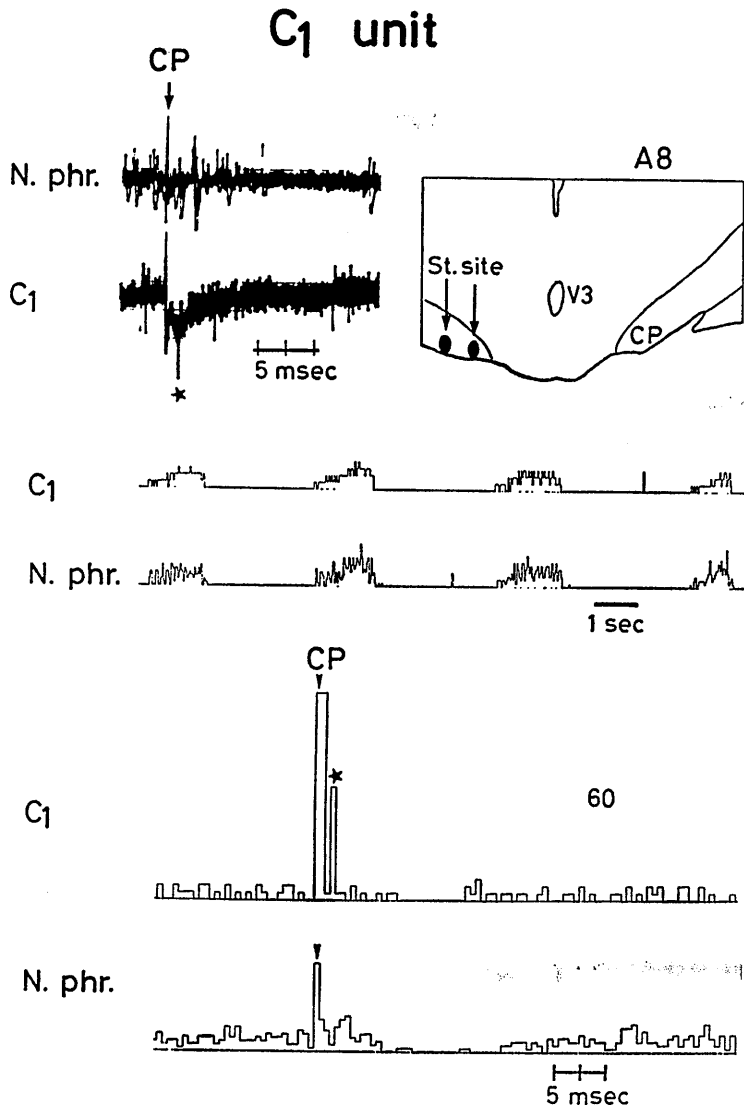 C1 unit
CP
N. phr.
A8
St. site
V3
C1
CP
5 msec
★
C1
N. phr.
1 sec
CP
★
C1
60
N. phr.
5 msec